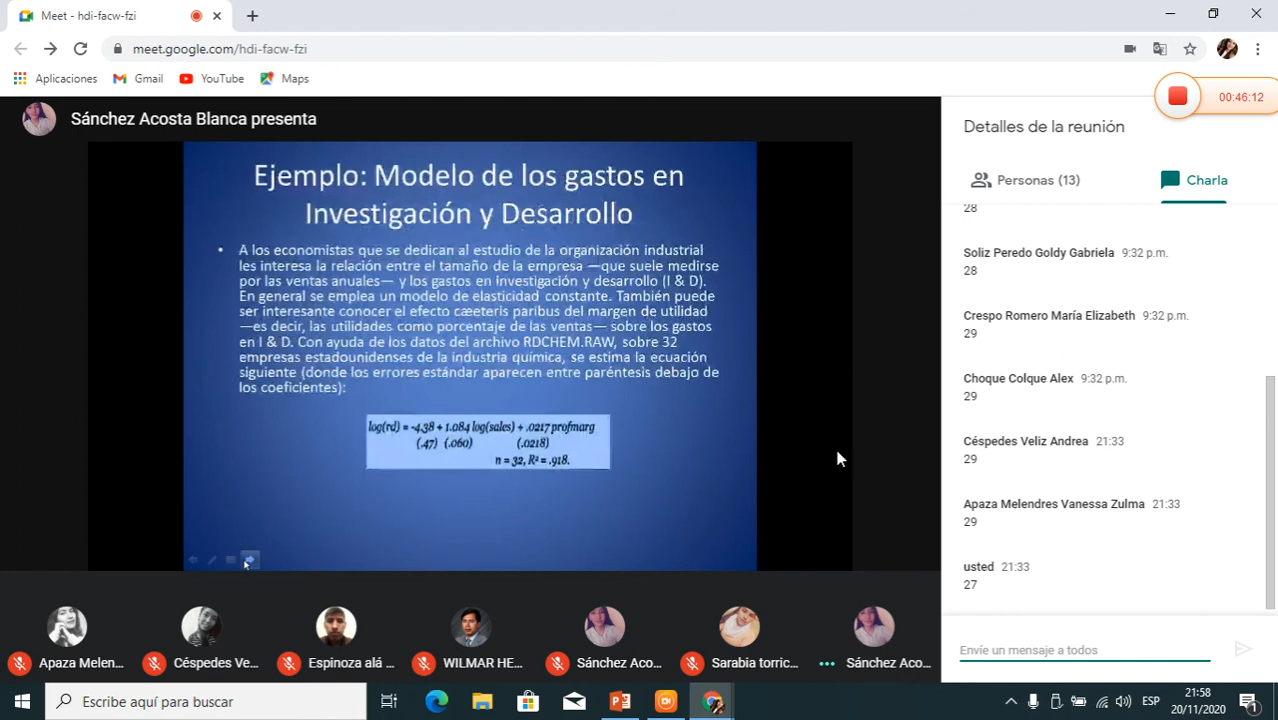 Meet - hdi-facw-fzi
meet.google.com/hdi-facw-fzi
Aplicaciones
Gmail
YouTube
Maps
00:46:12
Sánchez Acosta Blanca presenta
Ejemplo: Modelo de los gastos en
Investigación y Desarrollo
• A los economistas que se dedican al estudio de la organización industrial
les interesa la relación entre el tamaño de la empresa —que suele medirse
por las ventas anuales— y los gastos en investigación y desarrollo (I & D).
En general se emplea un modelo de elasticidad constante. También puede
ser interesante conocer el efecto cæeteris paribus del margen de utilidad
—es decir, las utilidades como porcentaje de las ventas— sobre los gastos
en I & D. Con ayuda de los datos del archivo RDCHEM.RAW, sobre 32
empresas estadounidenses de la industria química, se estima la ecuación
siguiente (donde los errores estándar aparecen entre paréntesis debajo de
los coeficientes):
log(rd) = -4.38 + 1.084 log(sales) + .0217 profmarg
(.47) (.060) (.0218)
n = 32, R² = .918.
Detalles de la reunión
Personas (13)
Charla
28
Soliz Peredo Goldy Gabriela 9:32 p.m.
28
Crespo Romero María Elizabeth 9:32 p.m.
29
Choque Colque Alex 9:32 p.m.
29
Céspedes Veliz Andrea 21:33
29
Apaza Melendres Vanessa Zulma 21:33
29
usted 21:33
27
Envíe un mensaje a todos
Apaza Melen...
Céspedes Ve...
Espinoza alá ...
WILMAR HE...
Sánchez Aco...
Sarabia torric...
Sánchez Aco...
Escribe aquí para buscar
ESP
21:58
20/11/2020
1